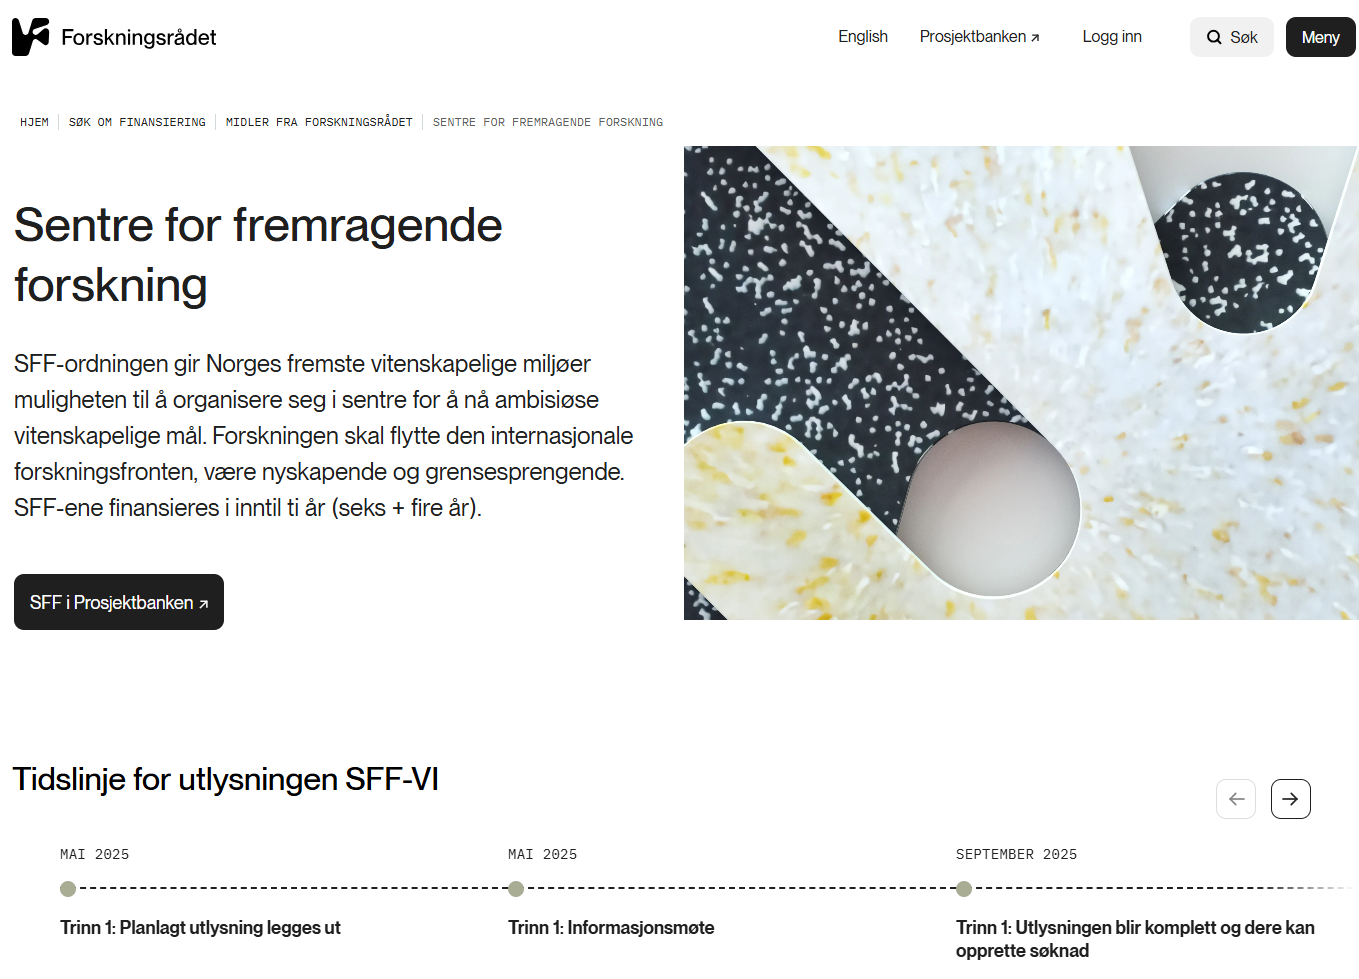 Forskningsrådet
English
Prosjektbanken ↗
Logg inn
Søk
Meny
HJEM
SØK OM FINANSIERING
MIDLER FRA FORSKNINGSRÅDET
SENTRE FOR FREMRAGENDE FORSKNING
Sentre for fremragende
forskning
SFF-ordningen gir Norges fremste vitenskapelige miljøer
muligheten til å organisere seg i sentre for å nå ambisiøse
vitenskapelige mål. Forskningen skal flytte den internasjonale
forskningsfronten, være nyskapende og grensesprengende.
SFF-ene finansieres i inntil ti år (seks + fire år).
SFF i Prosjektbanken ↗
Tidslinje for utlysningen SFF-VI
MAI 2025
Trinn 1: Planlagt utlysning legges ut
MAI 2025
Trinn 1: Informasjonsmøte
SEPTEMBER 2025
Trinn 1: Utlysningen blir komplett og dere kan
opprette søknad